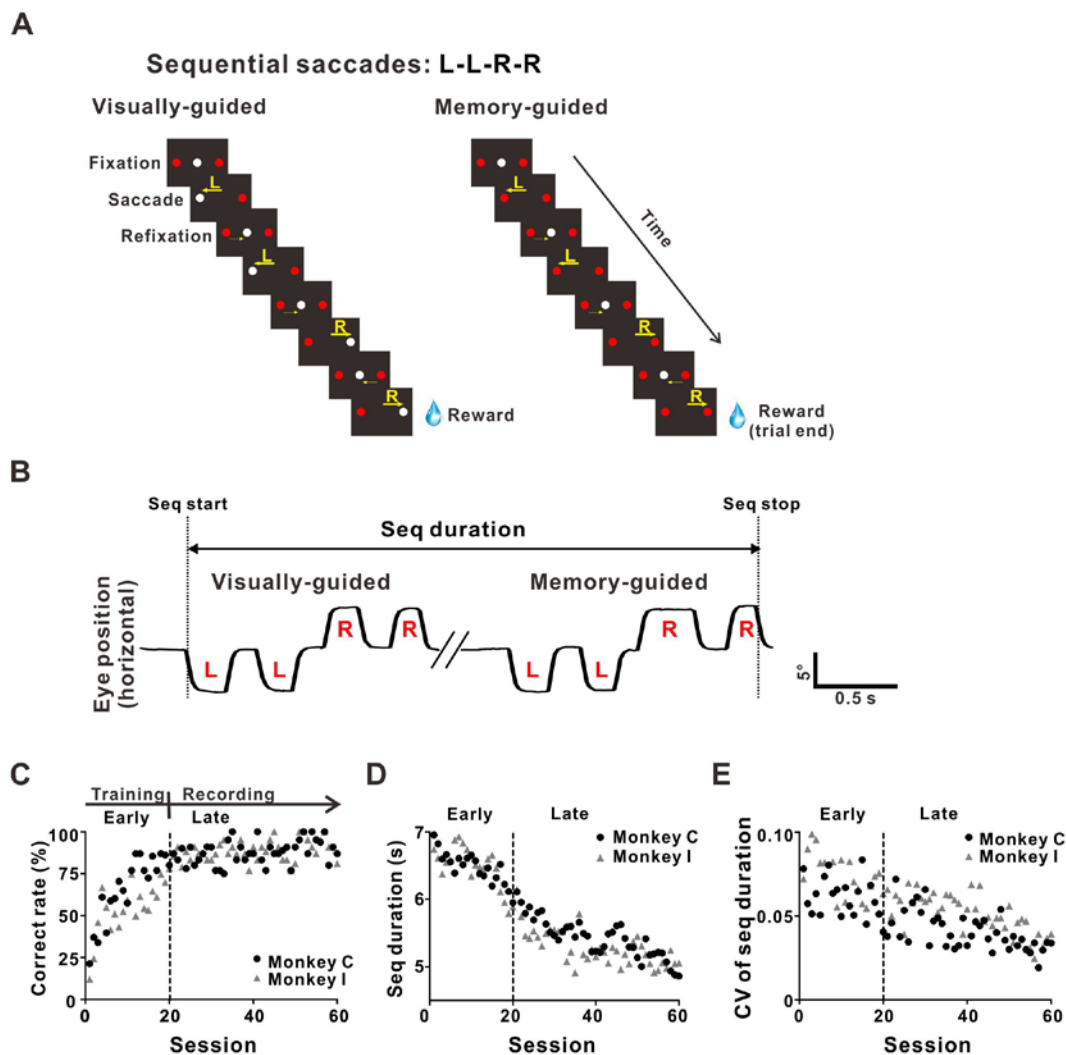 A
Sequential saccades: L-L-R-R
Visually-guided
Memory-guided
Fixation
Saccade
Refixation
L
L
R
R
Reward
L
L
R
R
Time
Reward
(trial end)
B
Seq start
Seq stop
Seq duration
Visually-guided
Memory-guided
Eye position
(horizontal)
L
L
R
R
L
L
R
R
5°
0.5 s
C
Training
Recording
Early
Late
Correct rate (%)
100
75
50
25
0
Monkey C
Monkey I
0
20
40
60
Session
D
Early
Late
Monkey C
Monkey I
Seq duration (s)
7
6
5
0
20
40
60
Session
E
Early
Late
Monkey C
Monkey I
CV of seq duration
0.10
0.05
0.00
0
20
40
60
Session